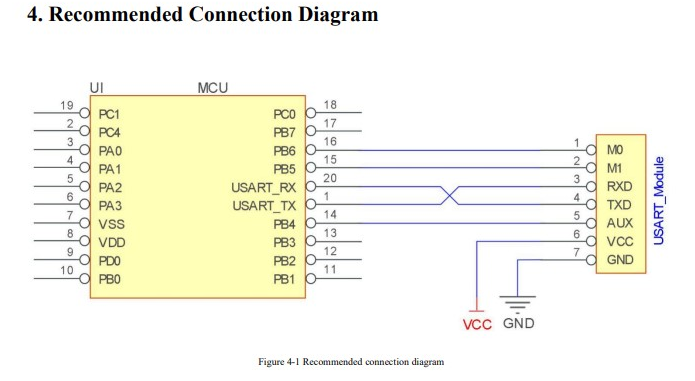 4. Recommended Connection Diagram
UI MCU
19 PC1 PC0 18
2 PC4 PB7 17
3 PA0 PB6 16
4 PA1 PB5 15
5 PA2 USART_RX 20
6 PA3 USART_TX 1
7 VSS PB4 14
8 VDD PB3 13
9 PD0 PB2 12
10 PB0 PB1 11
1 M0
2 M1
3 RXD
4 TXD
5 AUX
6 VCC
7 GND
USART_Module
VCC GND
Figure 4-1 Recommended connection diagram